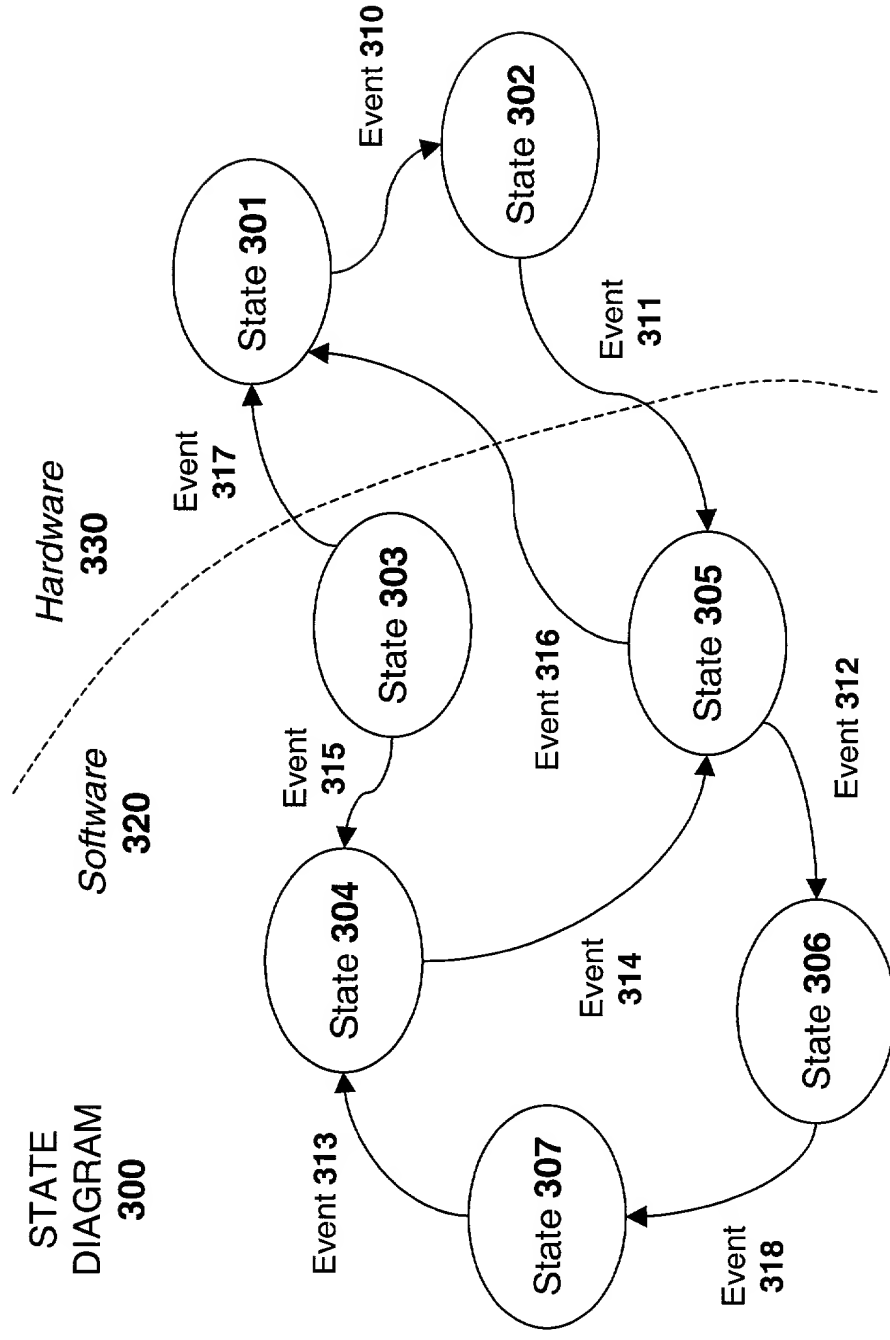 STATE
DIAGRAM
300
Software
320
Hardware
330
Event 313
State 304
Event
315
State 303
Event
317
State 301
Event 310
State 307
Event
314
Event 316
State 305
Event
311
State 302
Event
318
State 306
Event 312